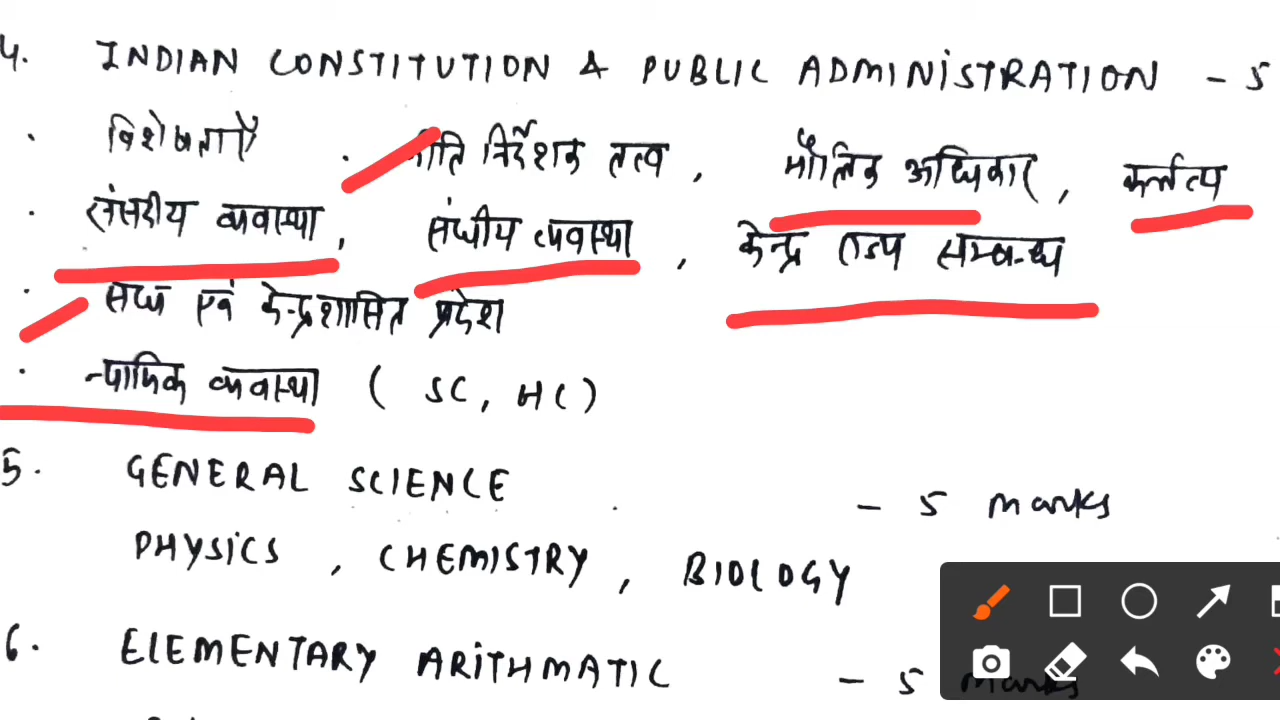 4. INDIAN CONSTITUTION & PUBLIC ADMINISTRATION - 5
. विशेषताएँ . नीति निर्देशक तत्व, मौलिक अधिकार, कर्त्तव्य
. संसदीय व्यवस्था, संघीय व्यवस्था, केन्द्र राज्य सम्बन्ध
. संघ एवं केन्द्रशासित प्रदेश
. न्यायिक व्यवस्था (SC, HC)
5. GENERAL SCIENCE - 5 marks
PHYSICS, CHEMISTRY, BIOLOGY
6. ELEMENTARY ARITHMATIC - 5 marks